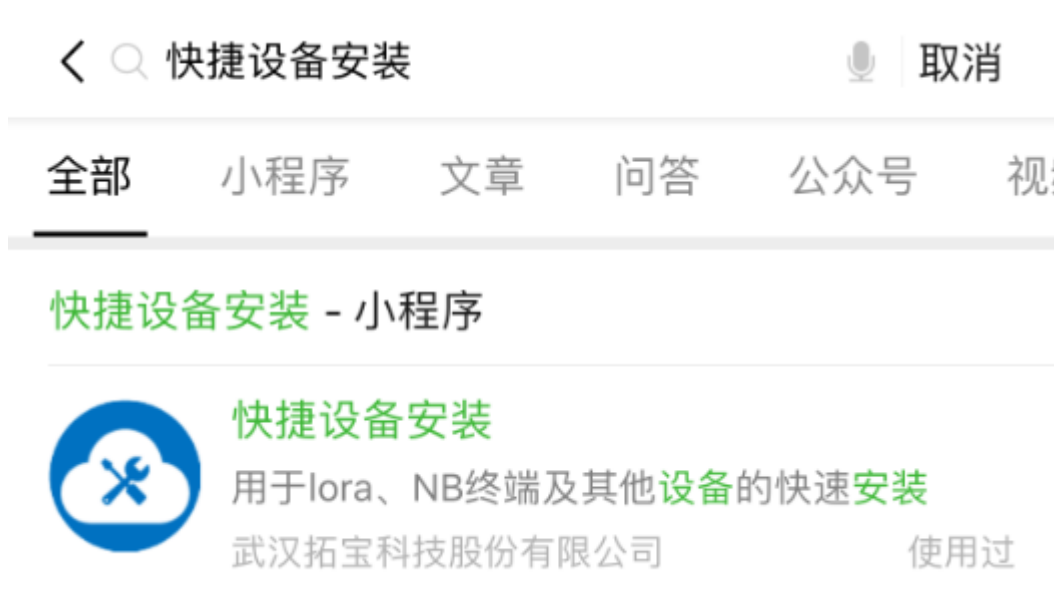 快捷设备安装 取消
全部 小程序 文章 问答 公众号
快捷设备安装 - 小程序
快捷设备安装
用于lora、NB终端及其他设备的快速安装
武汉拓宝科技股份有限公司 使用过